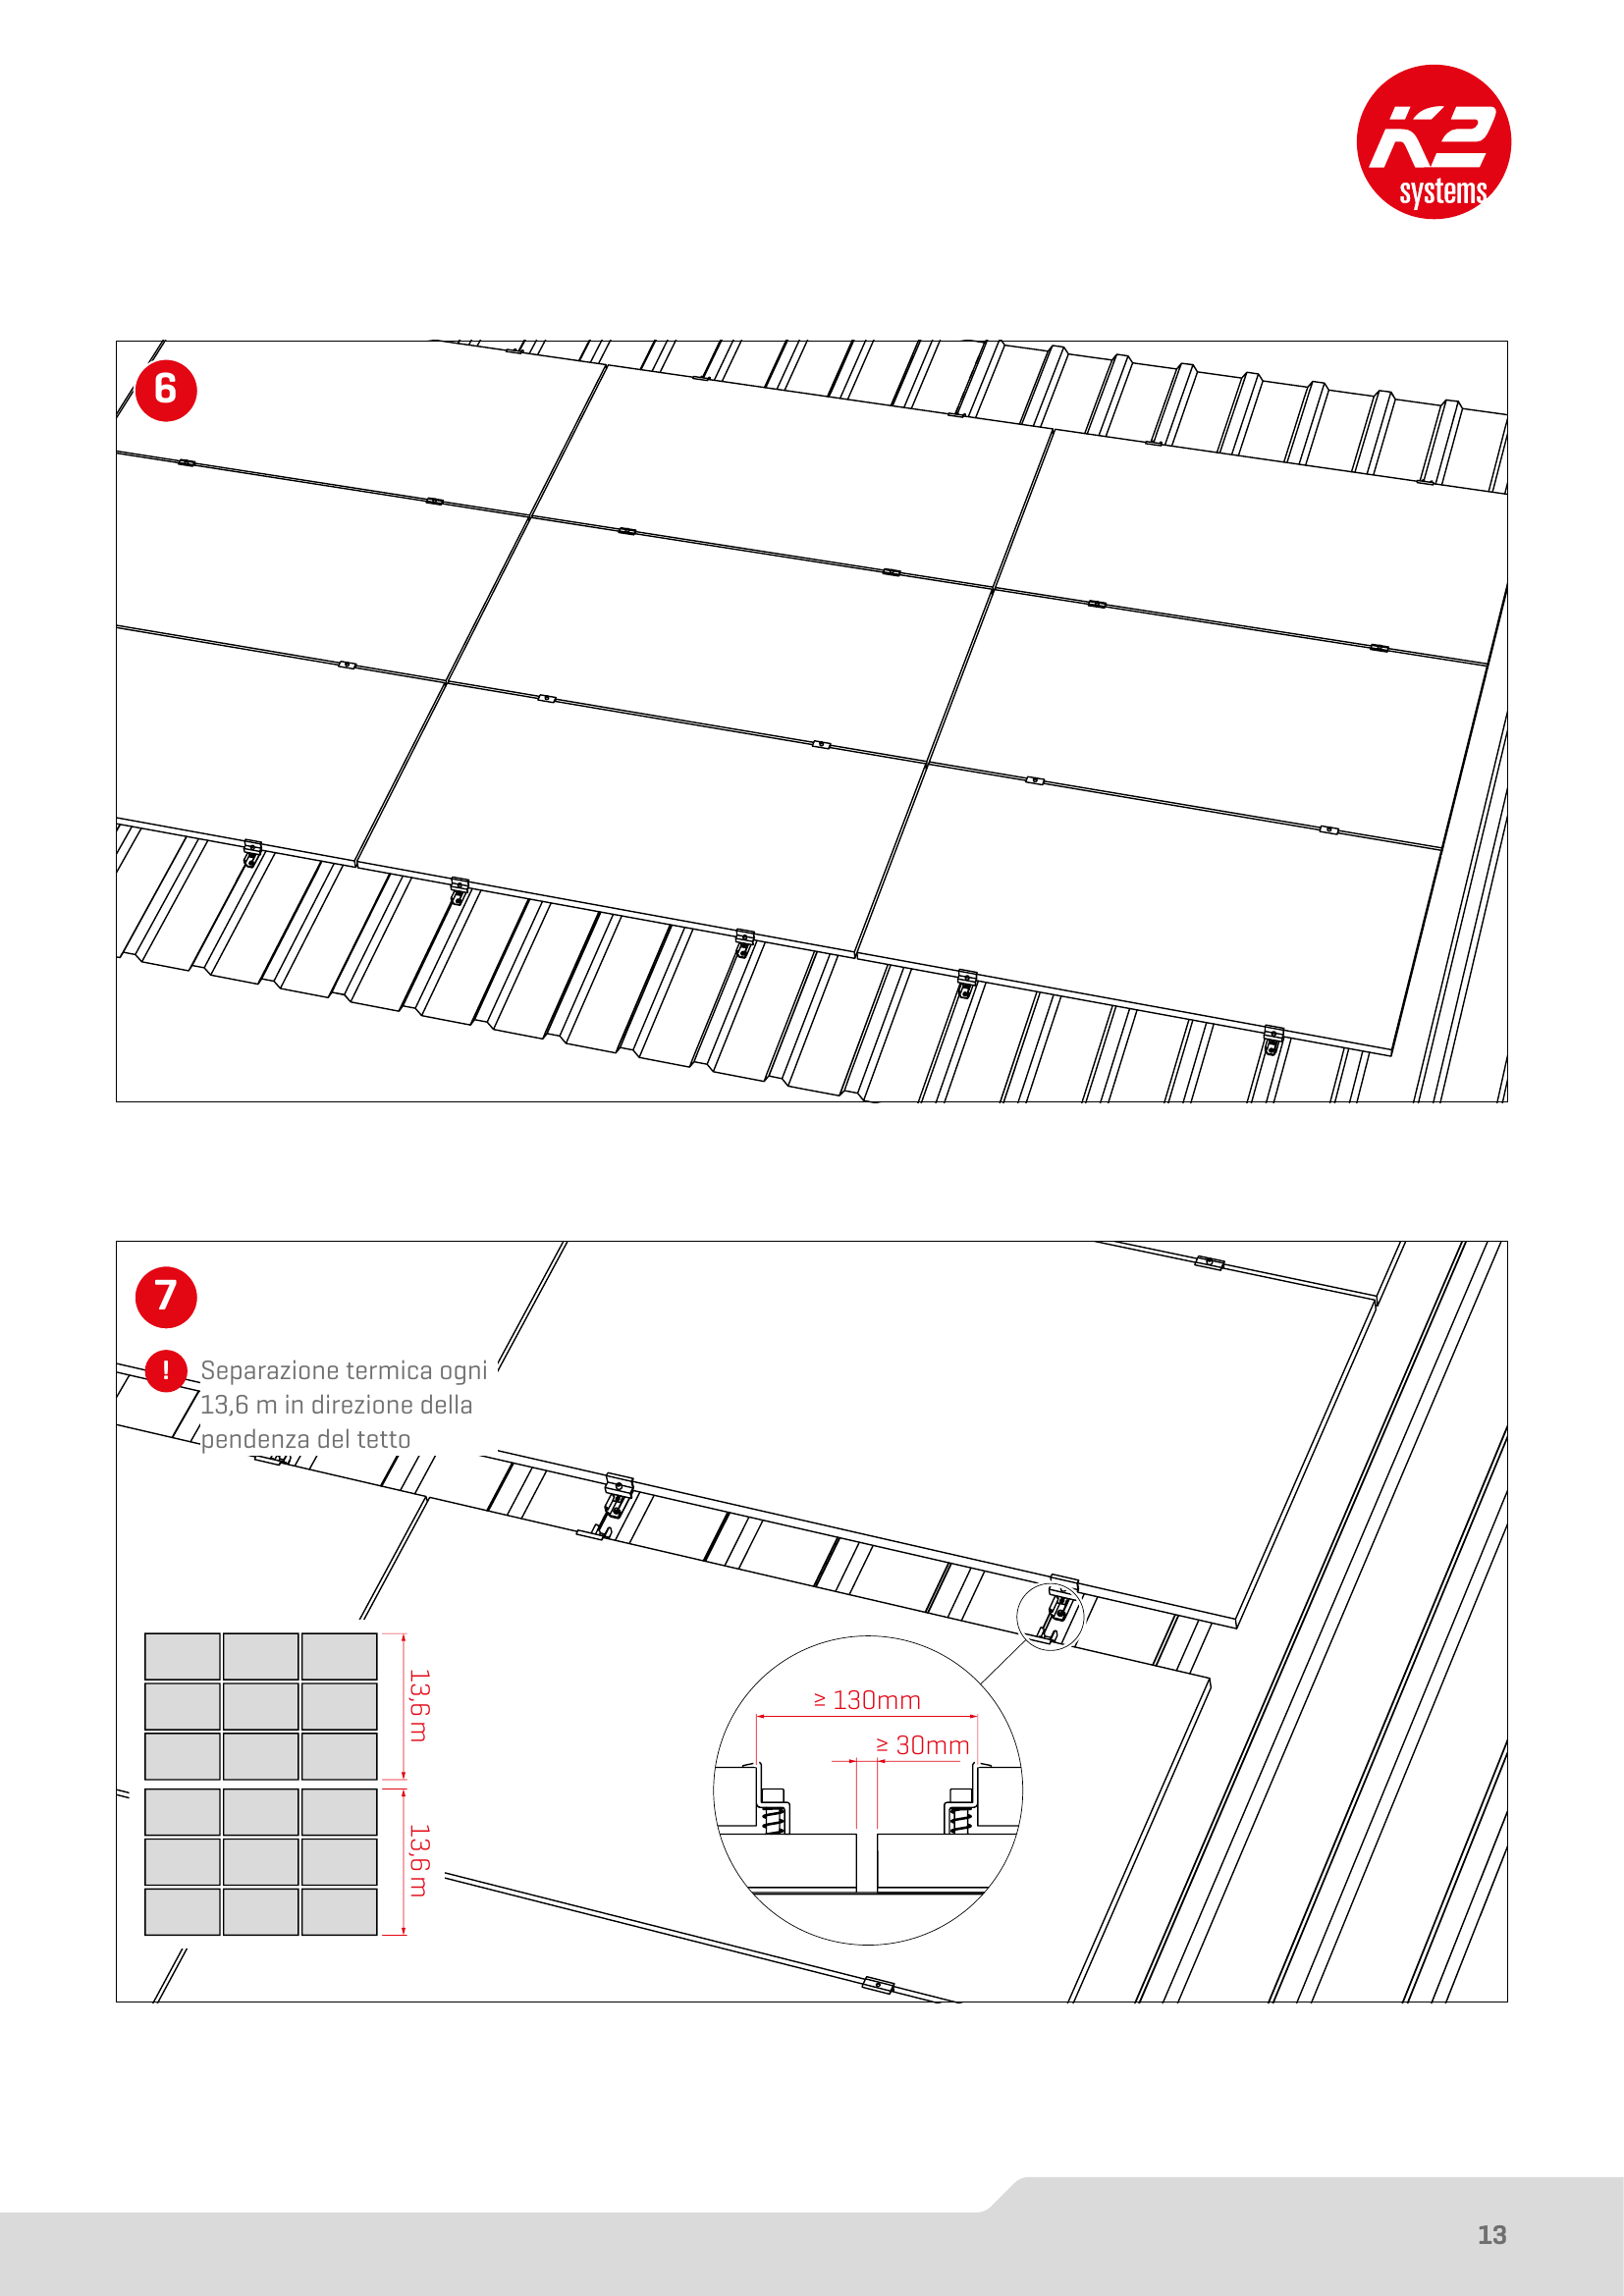 K2
systems
6
7
! Separazione termica ogni
13,6 m in direzione della
pendenza del tetto
13,6 m
13,6 m
≥ 130mm
≥ 30mm
13